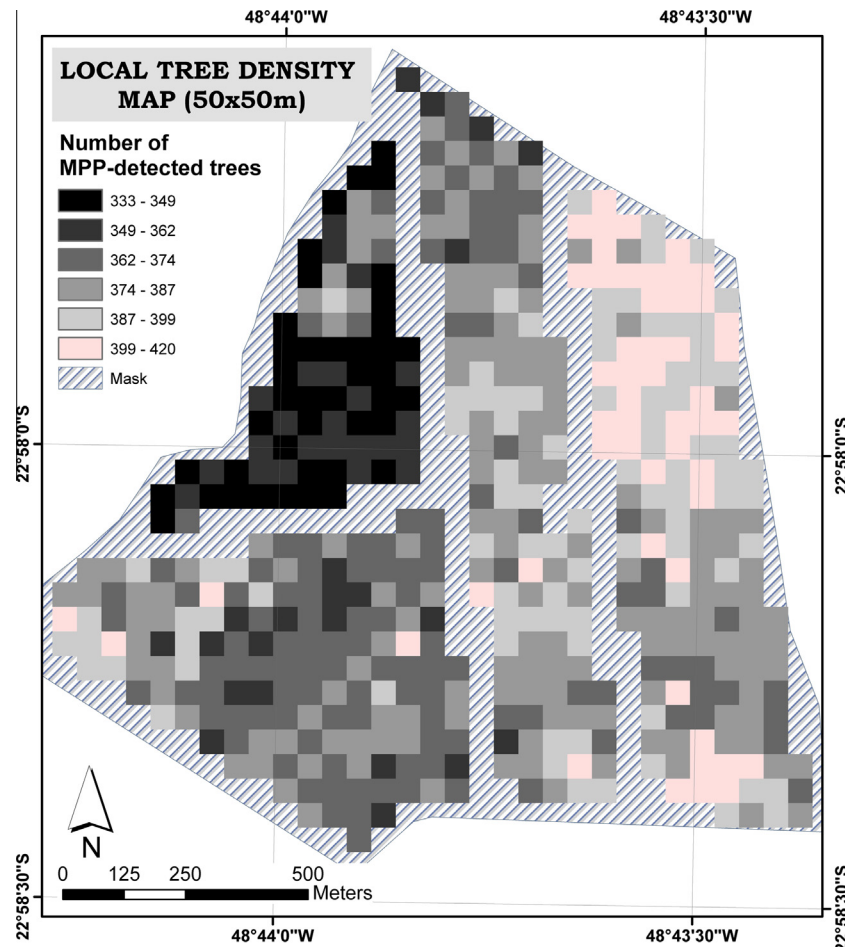 48°44'0"W
48°43'30"W
LOCAL TREE DENSITY
MAP (50x50m)
Number of
MPP-detected trees
333 - 349
349 - 362
362 - 374
374 - 387
387 - 399
399 - 420
Mask
22°58'0"S
22°58'0"S
N
0 125 250 500
Meters
22°58'30"S
22°58'30"S
48°44'0"W
48°43'30"W